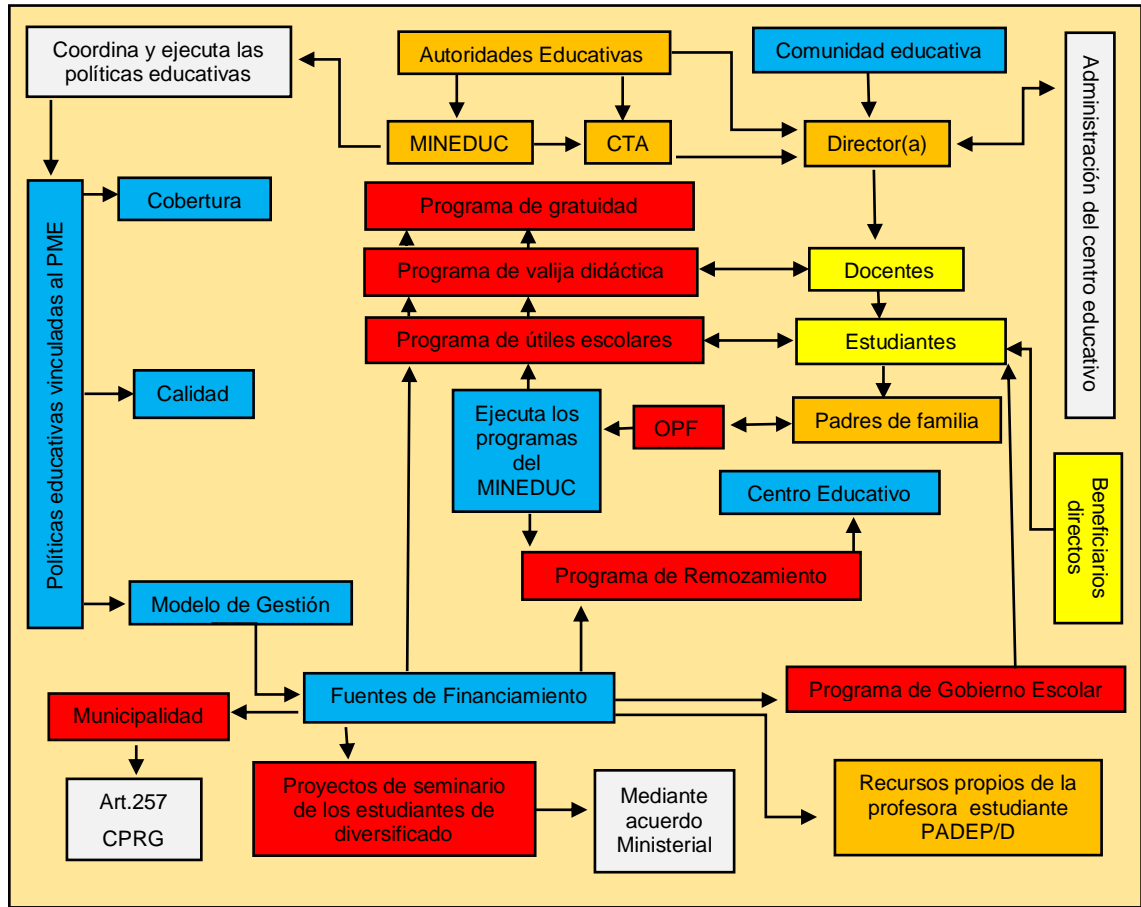 Coordina y ejecuta las
políticas educativas
Autoridades Educativas
Comunidad educativa
Administración del centro educativo
MINEDUC
CTA
Director(a)
Políticas educativas vinculadas al PME
Cobertura
Programa de gratuidad
Programa de valija didáctica
Docentes
Programa de útiles escolares
Estudiantes
Calidad
Ejecuta los
programas
del
MINEDUC
OPF
Padres de familia
Centro Educativo
Beneficiarios
directos
Programa de Remozamiento
Modelo de Gestión
Fuentes de Financiamiento
Programa de Gobierno Escolar
Municipalidad
Art.257
CPRG
Proyectos de seminario
de los estudiantes de
diversificado
Mediante
acuerdo
Ministerial
Recursos propios de la
profesora estudiante
PADEP/D